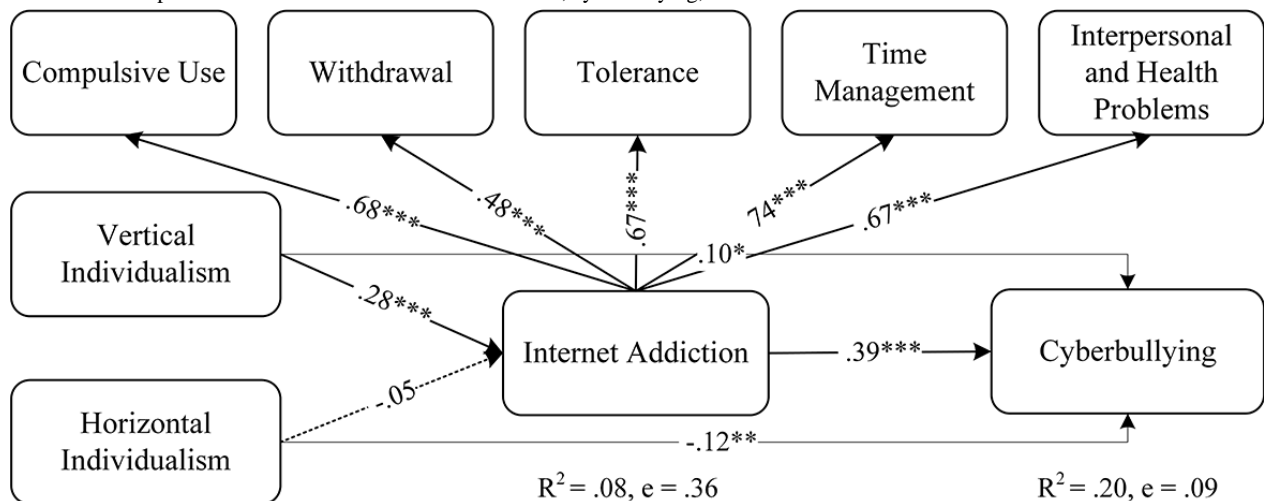 Compulsive Use
Withdrawal
Tolerance
Time
Management
Interpersonal
and Health
Problems
.68***
.48***
.67***
74***
.67***
Vertical
Individualism
.10*
.28***
Internet Addiction
.39***
Cyberbullying
-.05
Horizontal
Individualism
-.12**
R² = .08, e = .36
R² = .20, e = .09